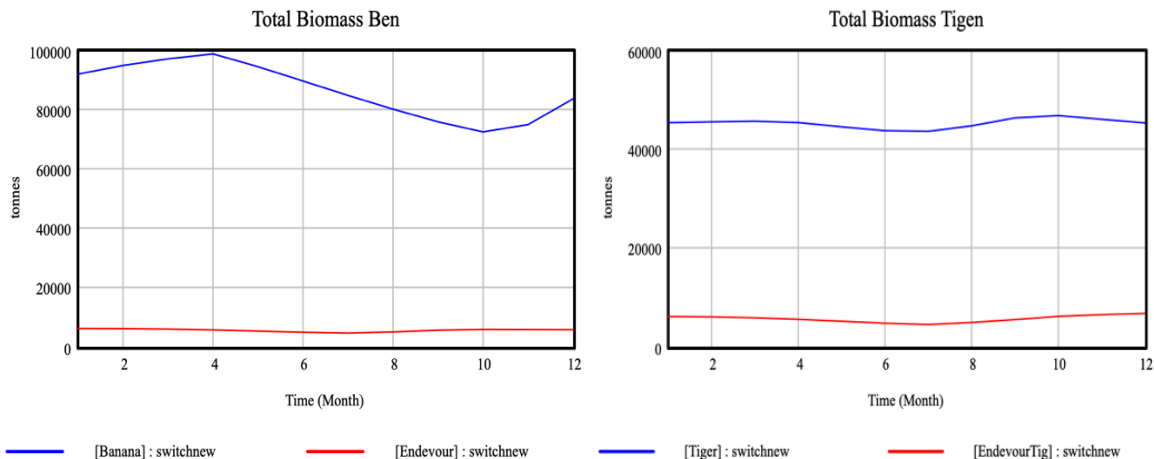 Total Biomass Ben
100000
80000
60000
40000
20000
0
tonnes
2 4 6 8 10 12
Time (Month)
Total Biomass Tigen
60000
40000
20000
0
tonnes
2 4 6 8 10 12
Time (Month)
[Banana] : switchnew [Endevour] : switchnew [Tiger] : switchnew [EndevourTig] : switchnew